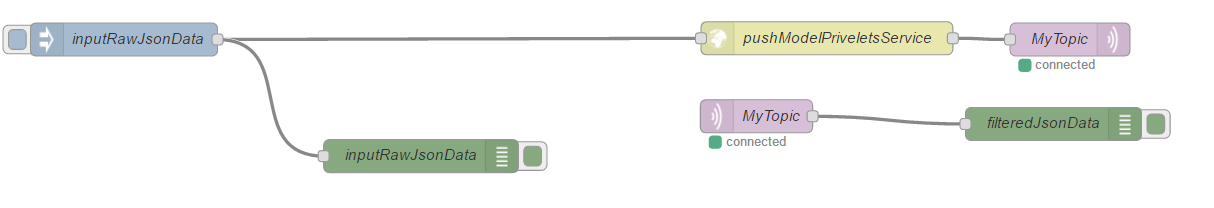 inputRawJsonData
pushModelPriveletsService
MyTopic
connected
MyTopic
connected
filteredJsonData
inputRawJsonData